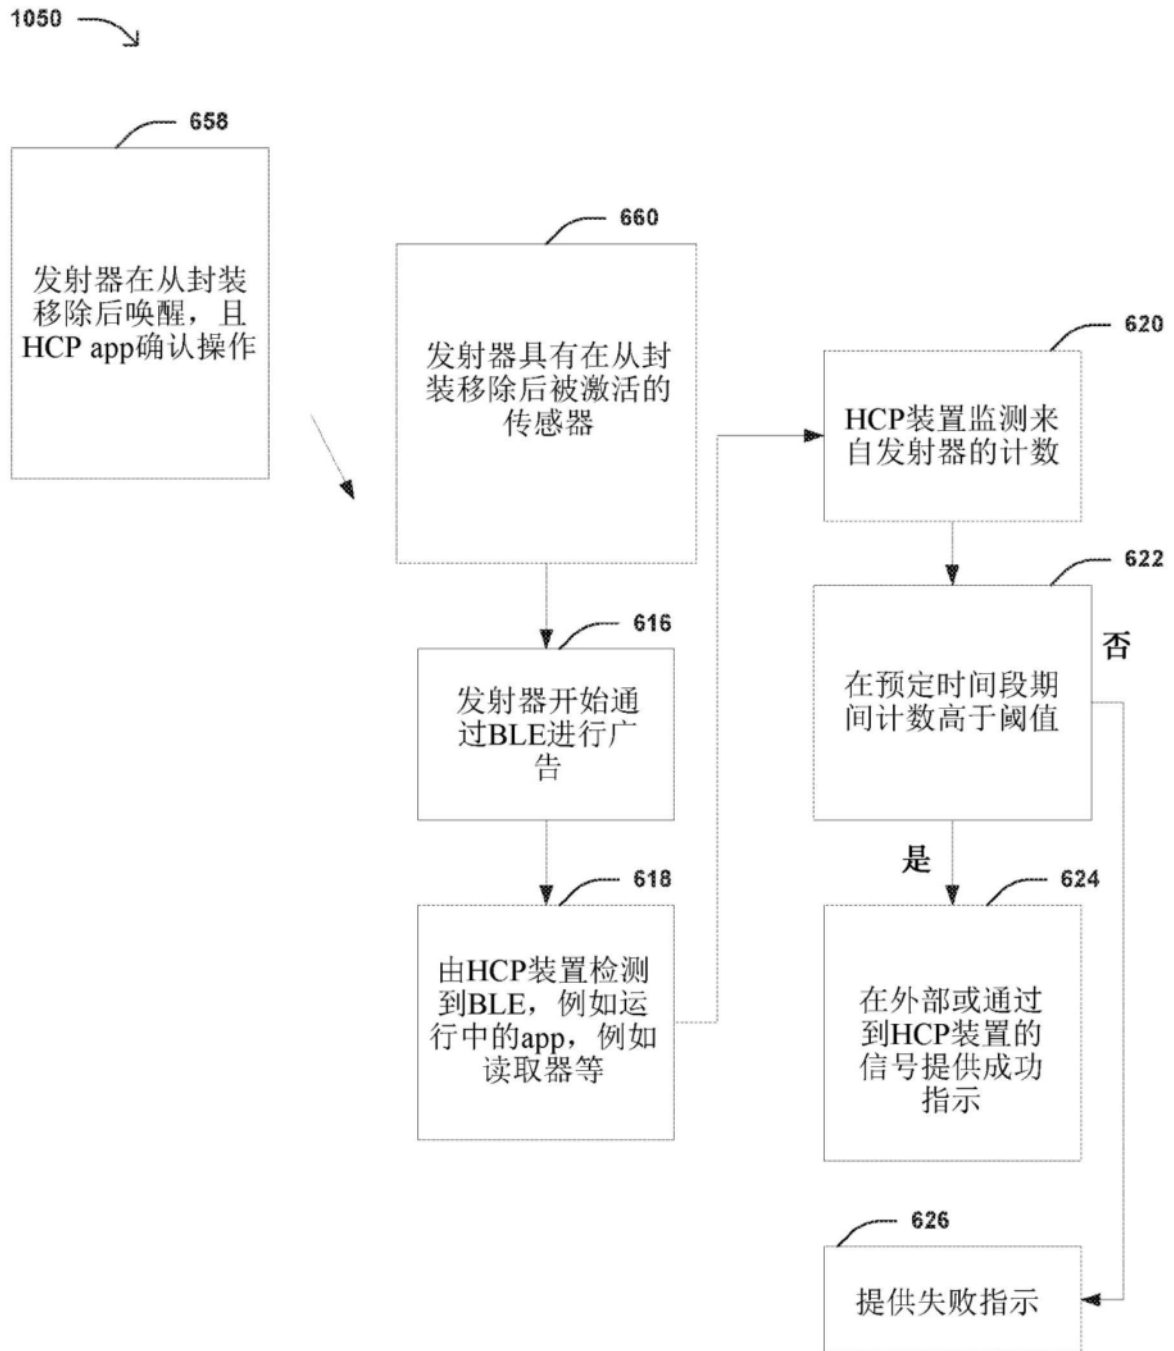 1050
658
发射器在从封装
移除后唤醒，且
HCP app确认操作
660
发射器具有在从封
装移除后被激活的
传感器
616
发射器开始通
过BLE进行广
告
618
由HCP装置检测
到BLE，例如运
行中的app，例如
读取器等
620
HCP装置监测来
自发射器的计数
622
在预定时间段期
间计数高于阈值
否
是
624
在外部或通过
到HCP装置的
信号提供成功
指示
626
提供失败指示